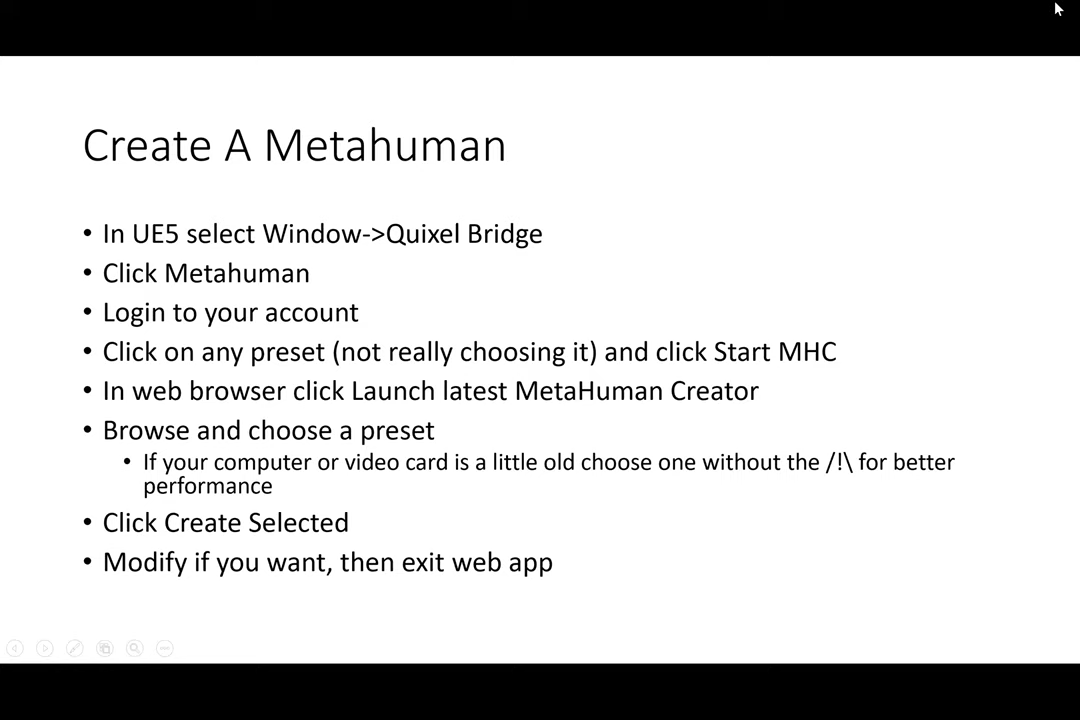 Create A Metahuman
• In UE5 select Window->Quixel Bridge
• Click Metahuman
• Login to your account
• Click on any preset (not really choosing it) and click Start MHC
• In web browser click Launch latest MetaHuman Creator
• Browse and choose a preset
• If your computer or video card is a little old choose one without the /!\ for better
performance
• Click Create Selected
• Modify if you want, then exit web app